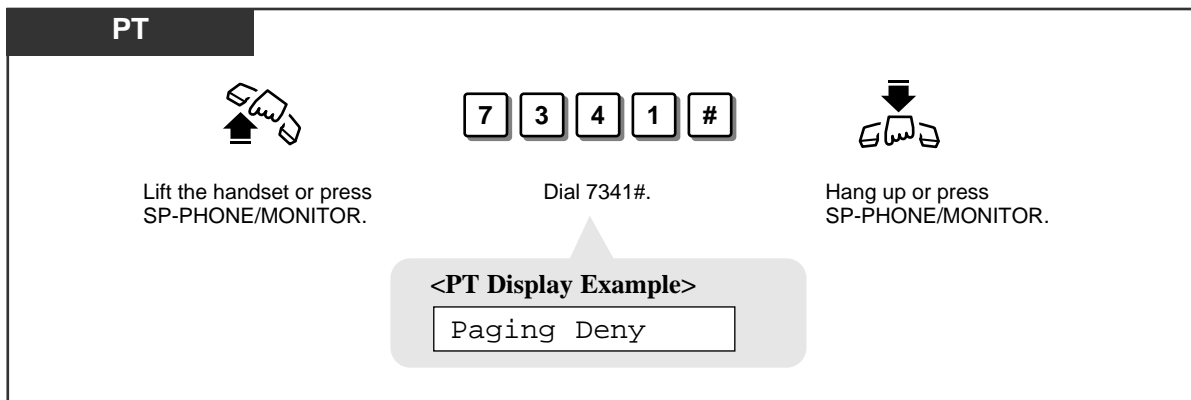 PT
7 3 4 1 #
Lift the handset or press
SP-PHONE/MONITOR.
Dial 7341#.
Hang up or press
SP-PHONE/MONITOR.
<PT Display Example>
Paging Deny